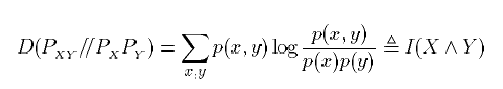 D(P_{XY}//P_X P_Y) = \sum_{x,y} p(x,y) \log \frac{p(x,y)}{p(x)p(y)} \triangleq I(X \wedge Y)